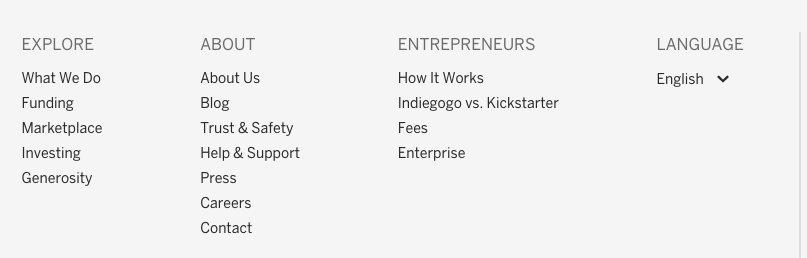 EXPLORE
What We Do
Funding
Marketplace
Investing
Generosity
ABOUT
About Us
Blog
Trust & Safety
Help & Support
Press
Careers
Contact
ENTREPRENEURS
How It Works
Indiegogo vs. Kickstarter
Fees
Enterprise
LANGUAGE
English